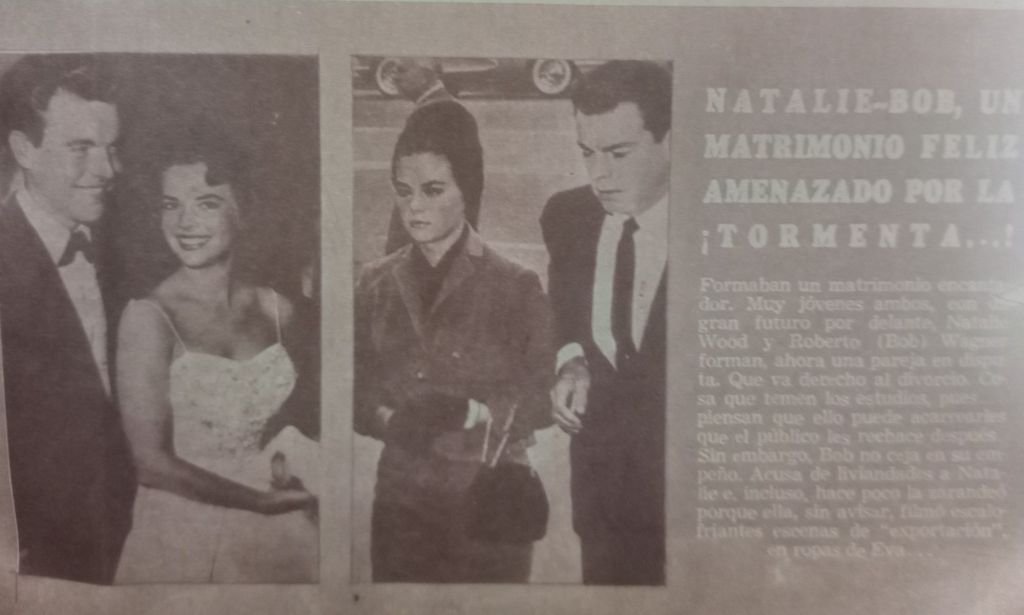 NATALIE-BOB, UN
MATRIMONIO FELIZ
AMENAZADO POR LA
¡TORMENTA...!
Formaban un matrimonio encanta-
dor. Muy jóvenes ambos, con
gran futuro por delante, Natalie
Wood y Roberto (Bob) Wagner
forman, ahora una pareja en dispu-
ta. Que va derecho al divorcio. Co-
sa que temen los estudios, pues
piensan que ello puede acarrearles
que el público les rechace después.
Sin embargo, Bob no ceja en su em-
peño. Acusa de liviandades a Nata-
lie e, incluso, hace poco la zarandeó
porque ella, sin avisar, filmó escalo-
friantes escenas de "exportación",
en ropas de Eva...